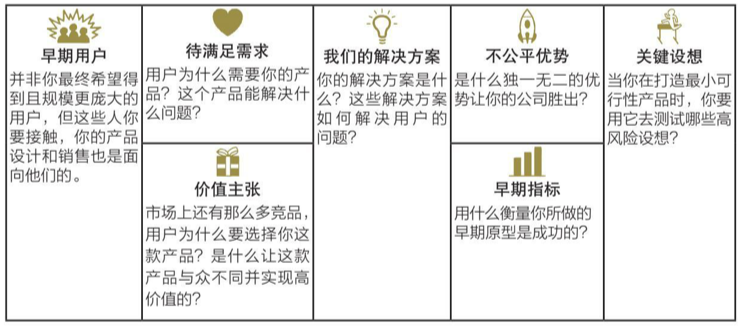 早期用户
并非你最终希望得
到且规模更庞大的
用户，但这些人你
要接触，你的产品
设计和销售也是面
向他们的。
待满足需求
用户为什么需要你的产
品？这个产品能解决什
么问题？
价值主张
市场上还有那么多竞品，
用户为什么要选择你这
款产品？是什么让这款
产品与众不同并实现高
价值的？
我们的解决方案
你的解决方案是什
么？这些解决方案
如何解决用户的
问题？
不公平优势
是什么独一无二的优
势让你的公司胜出？
早期指标
用什么衡量你所做的
早期原型是成功的？
关键设想
当你在打造最小可
行性产品时，你要
用它去测试哪些高
风险设想？